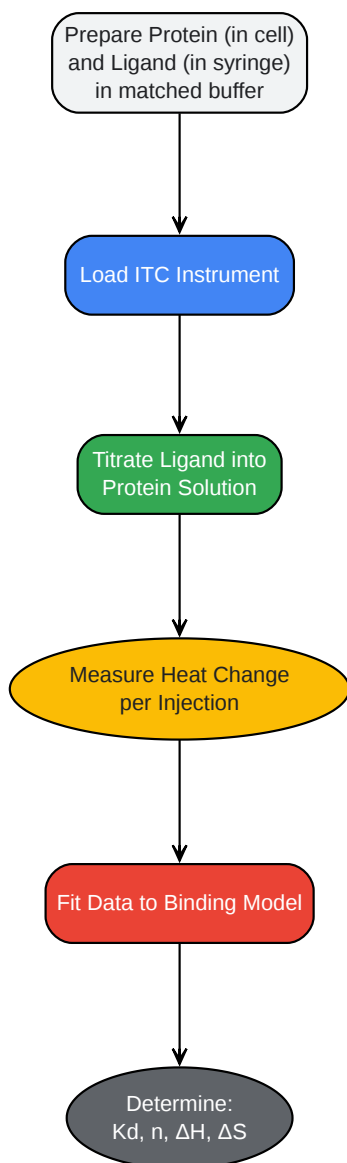 Prepare Protein (in cell)
and Ligand (in syringe)
in matched buffer
Load ITC Instrument
Titrate Ligand into
Protein Solution
Measure Heat Change
per Injection
Fit Data to Binding Model
Determine:
Kd, n, ΔH, ΔS